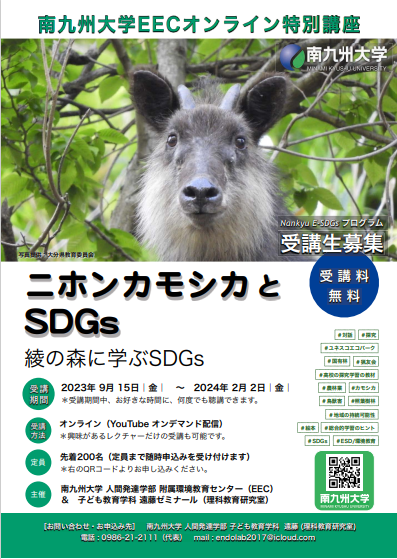 南九州大学EECオンライン特別講座
南九州大学
MINAMI KYUSHU UNIVERSITY
Nankyu E-SDGs プログラム
受講生募集
写真提供:大分県教育委員会
受講料
無料
ニホンカモシカと
SDGs
綾の森に学ぶSDGs
受講
期間
2023年 9月 15日｜金｜ ～ 2024年 2月 2日｜金｜
＊受講期間中、お好きな時間に、何度でも聴講できます。
受講
方法
オンライン（YouTube オンデマンド配信）
＊興味があるレクチャーだけの受講も可能です。
定員
先着200名（定員まで随時申込みを受け付けます）
＊右のQRコードよりお申し込みください。
主催
南九州大学 人間発達学部 附属環境教育センター（EEC）
＆ 子ども教育学科 遠藤ゼミナール（理科教育研究室）
#対話 #探究
#ユネスコエコパーク
#国有林 #猟友会
#高校の探究学習の教材
#農林業 #カモシカ
#鳥獣害 #照葉樹林
#地域の持続可能性
#絵本 #総合的学習のヒント
#SDGs #ESD/環境教育
南九州大学
[お問い合わせ・お申込み先] 南九州大学 人間発達学部 子ども教育学科 遠藤 (理科教育研究室)
電話：0986-21-2111（代表） mail : endolab2017@icloud.com